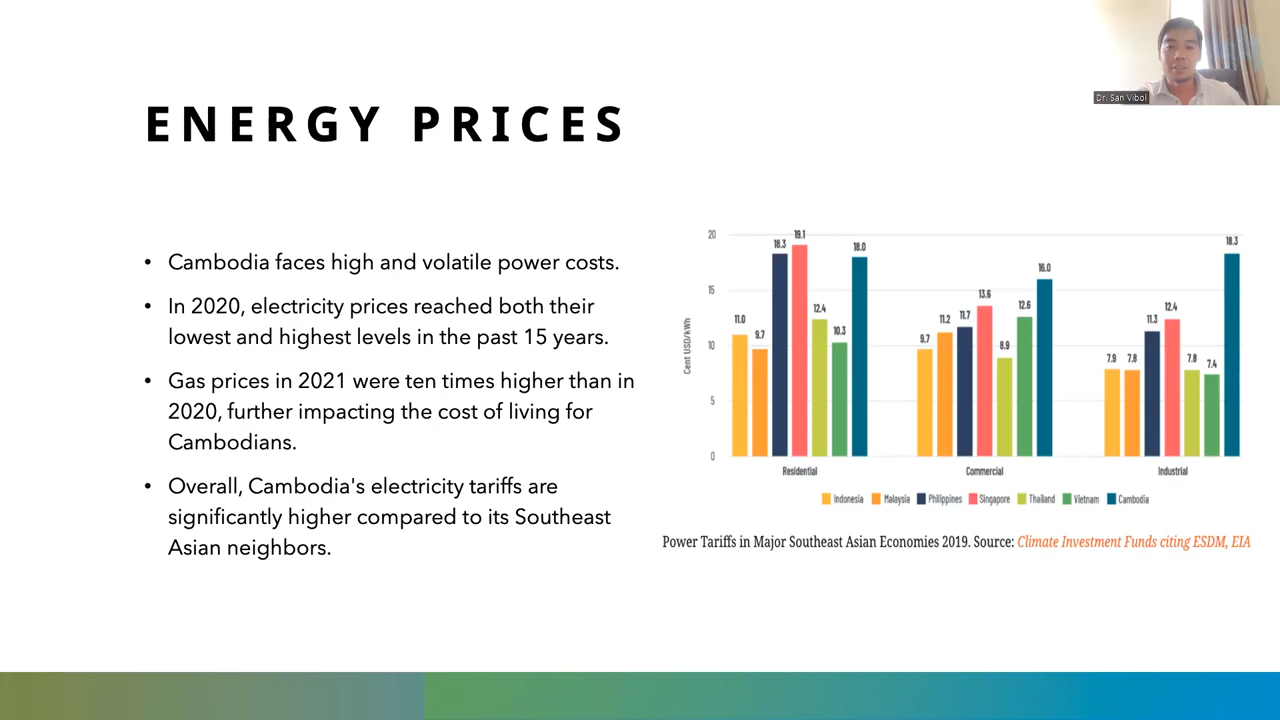 ENERGY PRICES
Dr. San Vibol
• Cambodia faces high and volatile power costs.
• In 2020, electricity prices reached both their
lowest and highest levels in the past 15 years.
• Gas prices in 2021 were ten times higher than in
2020, further impacting the cost of living for
Cambodians.
• Overall, Cambodia's electricity tariffs are
significantly higher compared to its Southeast
Asian neighbors.
Cent USD/kWh
20
15
10
5
0
11.0 9.7 18.3 19.1 12.4 10.3 18.0
9.7 11.2 11.7 13.6 8.9 12.6 16.0
7.9 7.8 11.3 12.4 7.8 7.4 18.3
Residential Commercial Industrial
Indonesia Malaysia Philippines Singapore Thailand Vietnam Cambodia
Power Tariffs in Major Southeast Asian Economies 2019. Source: Climate Investment Funds citing ESDM, EIA